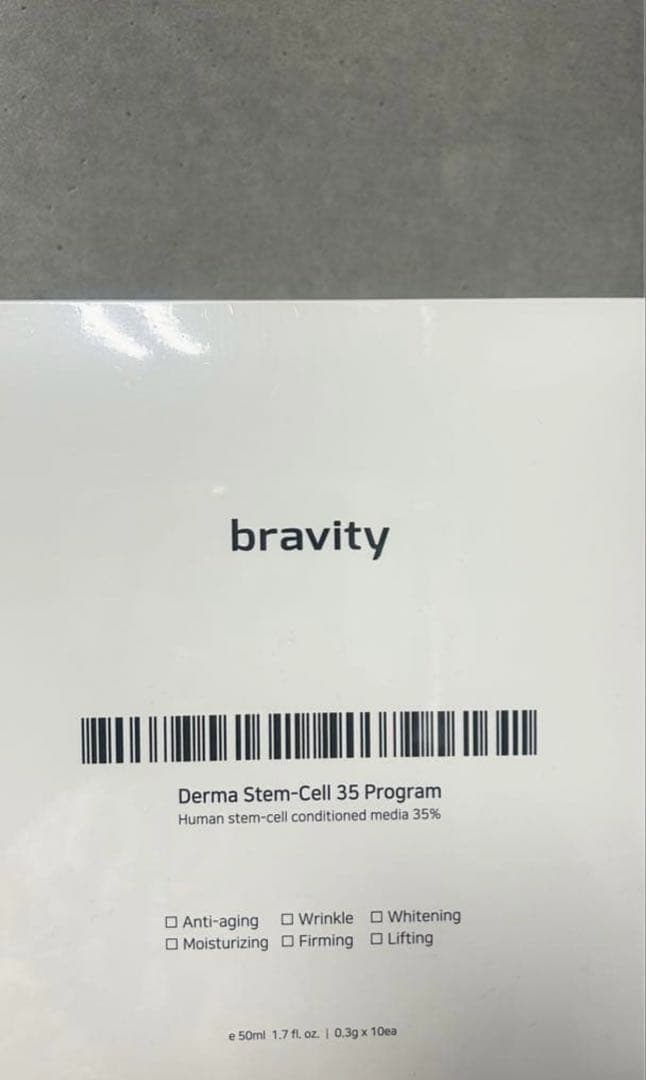 bravity
Derma Stem-Cell 35 Program
Human stem-cell conditioned media 35%
☐ Anti-aging ☐ Wrinkle ☐ Whitening
☐ Moisturizing ☐ Firming ☐ Lifting
e 50ml 1.7 fl. oz. | 0.3g x 10ea